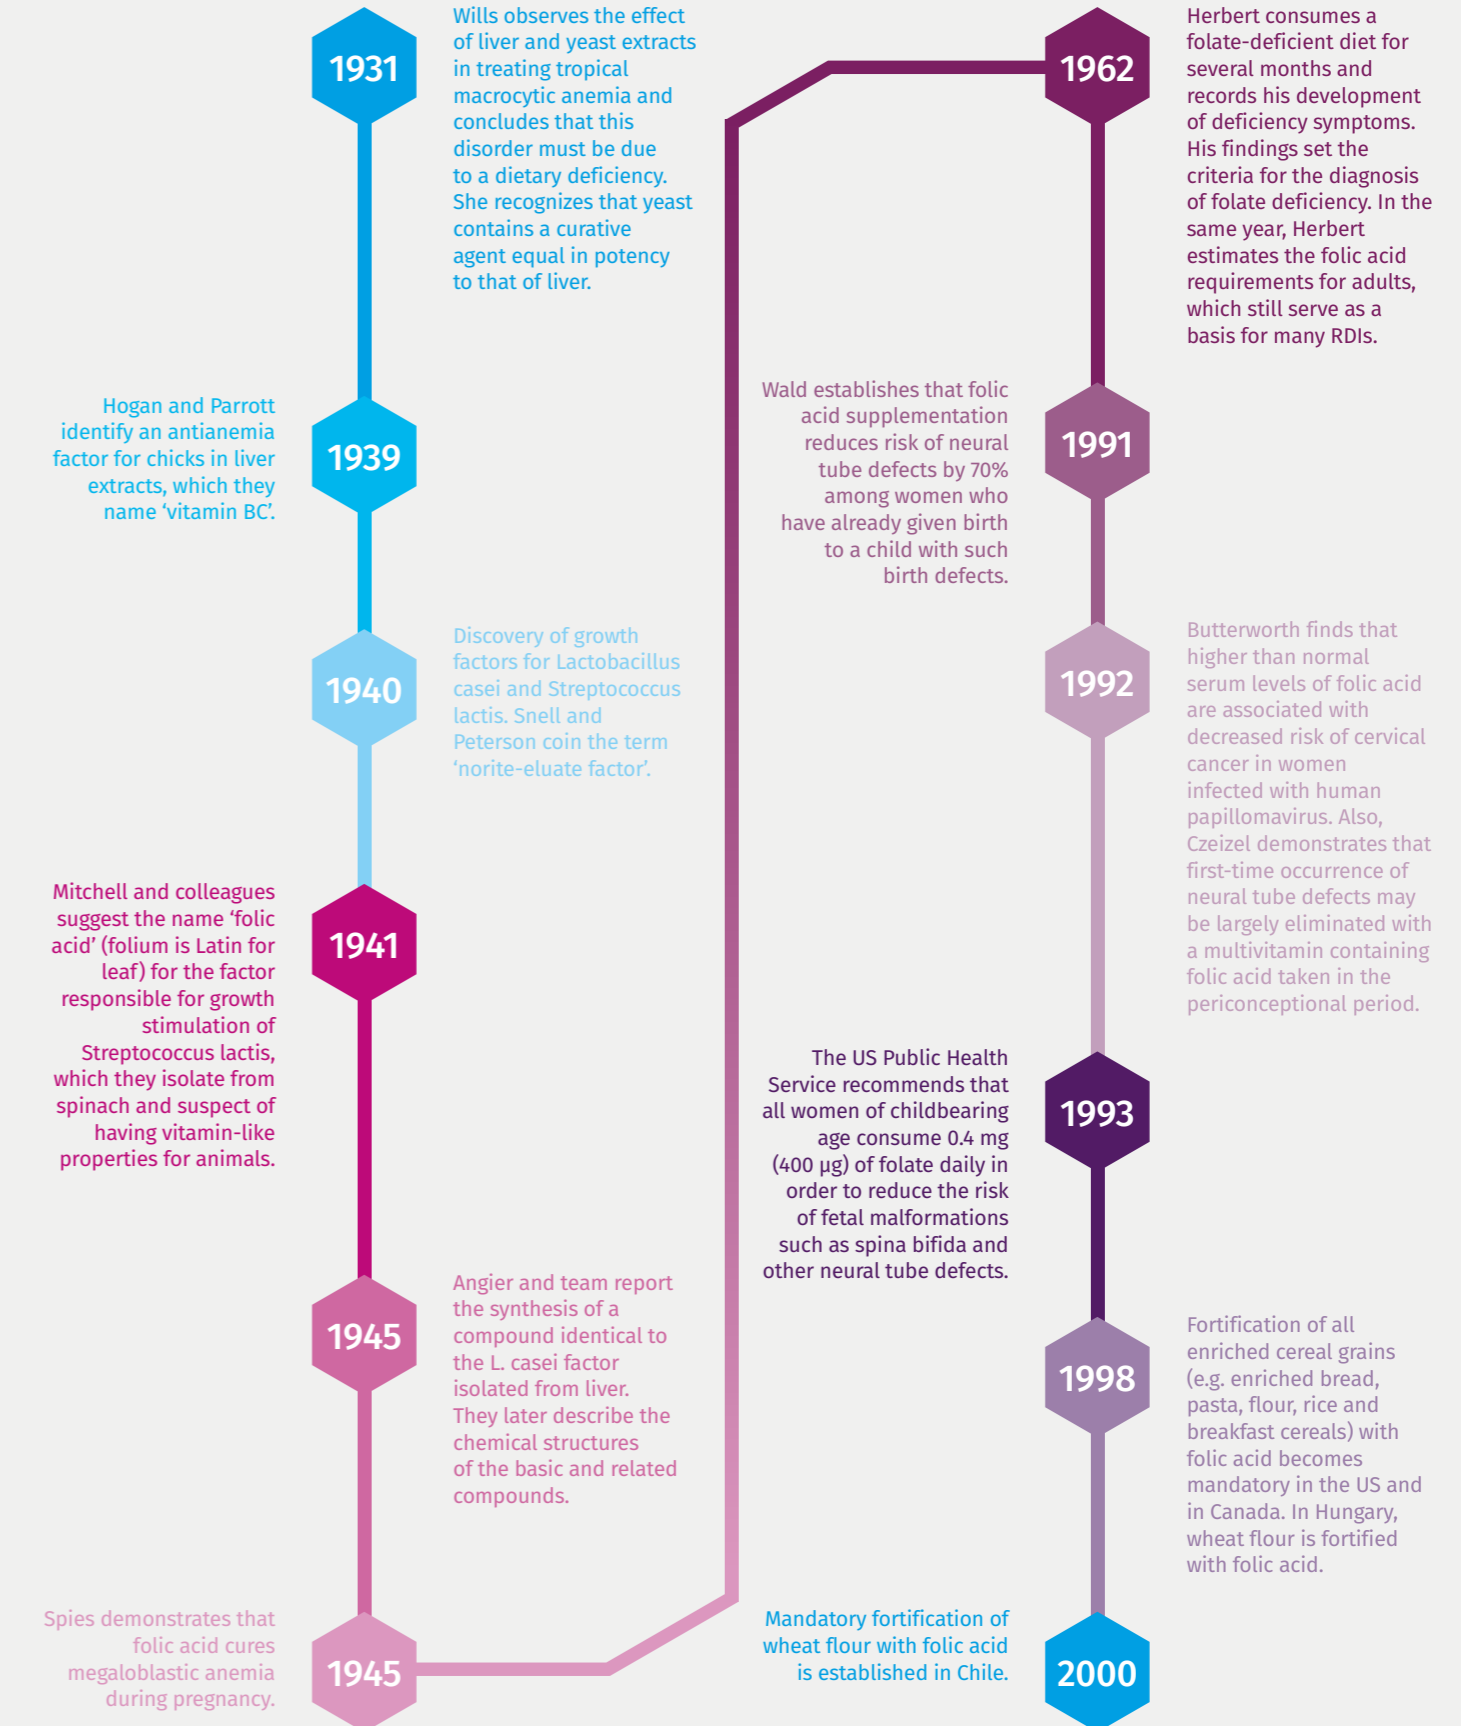 1931
Wills observes the effect
of liver and yeast extracts
in treating tropical
macrocytic anemia and
concludes that this
disorder must be due
to a dietary deficiency.
She recognizes that yeast
contains a curative
agent equal in potency
to that of liver.
Hogan and Parrott
identify an antianemia
factor for chicks in liver
extracts, which they
name ‘vitamin BC’.
1939
1940
Discovery of growth
factors for Lactobacillus
casei and Streptococcus
lactis. Snell and
Peterson coin the term
‘norite-eluate factor’.
Mitchell and colleagues
suggest the name ‘folic
acid’ (folium is Latin for
leaf) for the factor
responsible for growth
stimulation of
Streptococcus lactis,
which they isolate from
spinach and suspect of
having vitamin-like
properties for animals.
1941
1945
Angier and team report
the synthesis of a
compound identical to
the L. casei factor
isolated from liver.
They later describe the
chemical structures
of the basic and related
compounds.
Spies demonstrates that
folic acid cures
megaloblastic anemia
during pregnancy.
1945
1962
Herbert consumes a
folate-deficient diet for
several months and
records his development
of deficiency symptoms.
His findings set the
criteria for the diagnosis
of folate deficiency. In the
same year, Herbert
estimates the folic acid
requirements for adults,
which still serve as a
basis for many RDIs.
Wald establishes that folic
acid supplementation
reduces risk of neural
tube defects by 70%
among women who
have already given birth
to a child with such
birth defects.
1991
1992
Butterworth finds that
higher than normal
serum levels of folic acid
are associated with
decreased risk of cervical
cancer in women
infected with human
papillomavirus. Also,
Czeizel demonstrates that
first-time occurrence of
neural tube defects may
be largely eliminated with
a multivitamin containing
folic acid taken in the
periconceptional period.
The US Public Health
Service recommends that
all women of childbearing
age consume 0.4 mg
(400 µg) of folate daily in
order to reduce the risk
of fetal malformations
such as spina bifida and
other neural tube defects.
1993
1998
Fortification of all
enriched cereal grains
(e.g. enriched bread,
pasta, flour, rice and
breakfast cereals) with
folic acid becomes
mandatory in the US and
in Canada. In Hungary,
wheat flour is fortified
with folic acid.
Mandatory fortification of
wheat flour with folic acid
is established in Chile.
2000